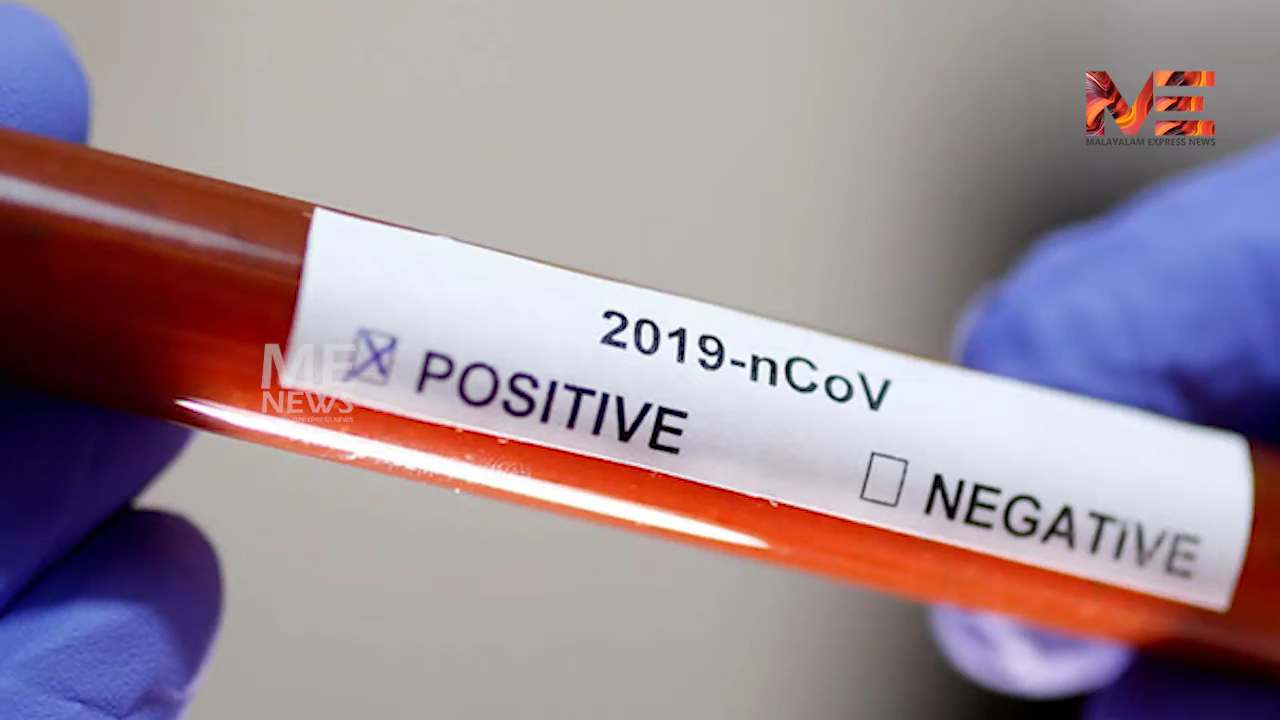 ME
MALAYALAM EXPRESS NEWS
2019-nCoV
POSITIVE
NEGATIVE
ME
NEWS